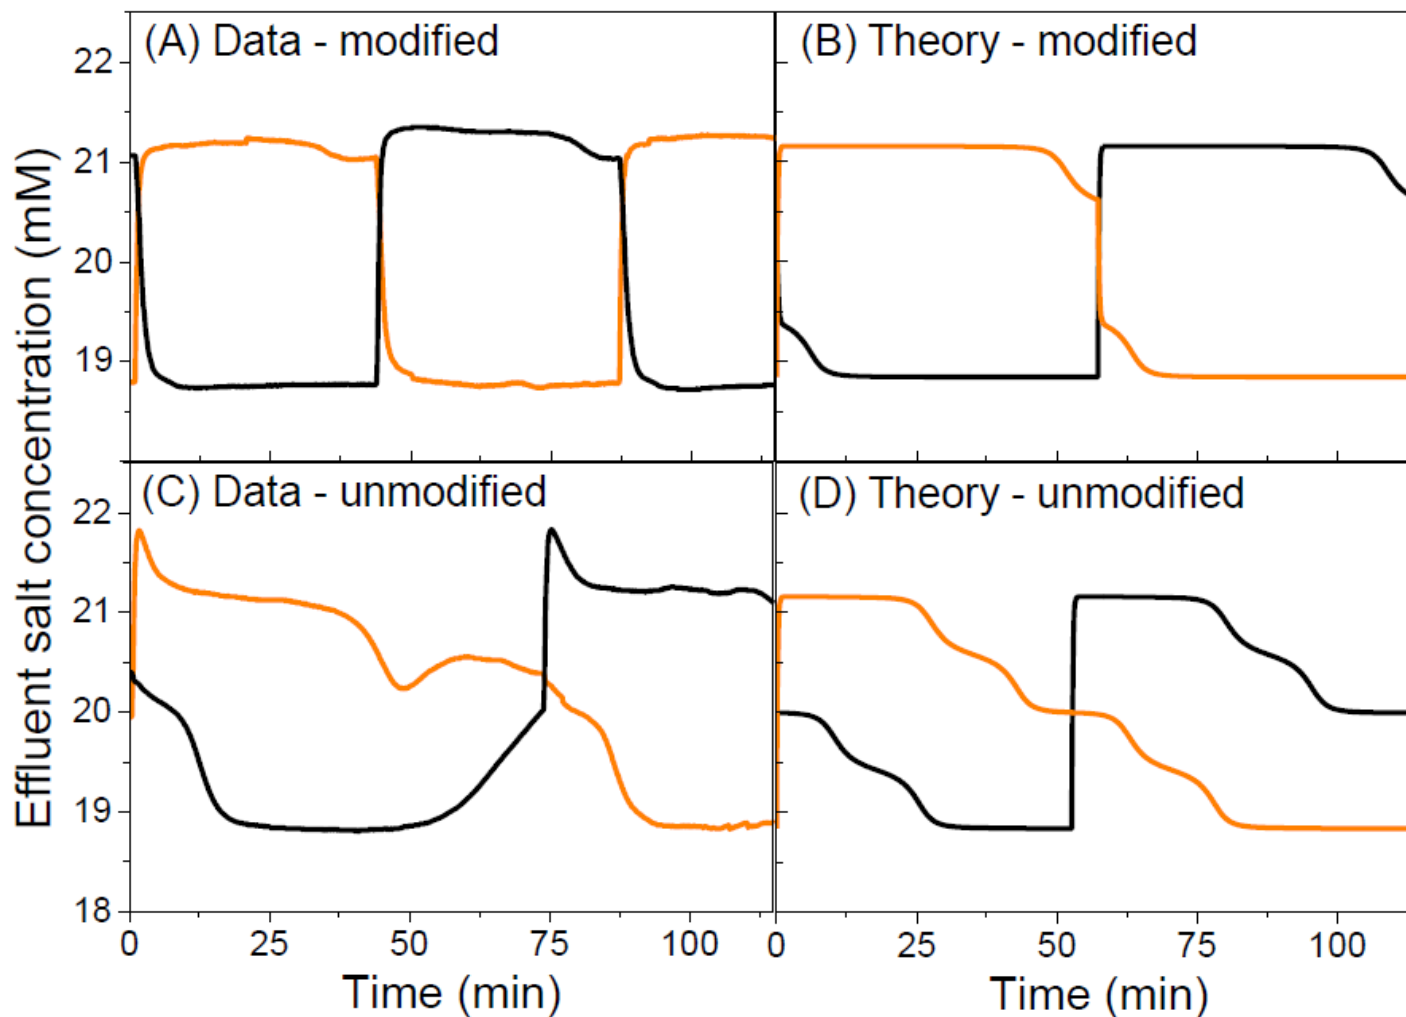 (A) Data - modified
(B) Theory - modified
22
21
20
19
Effluent salt concentration (mM)
(C) Data - unmodified
(D) Theory - unmodified
22
21
20
19
18
0 25 50 75 100 0 25 50 75 100
Time (min) Time (min)